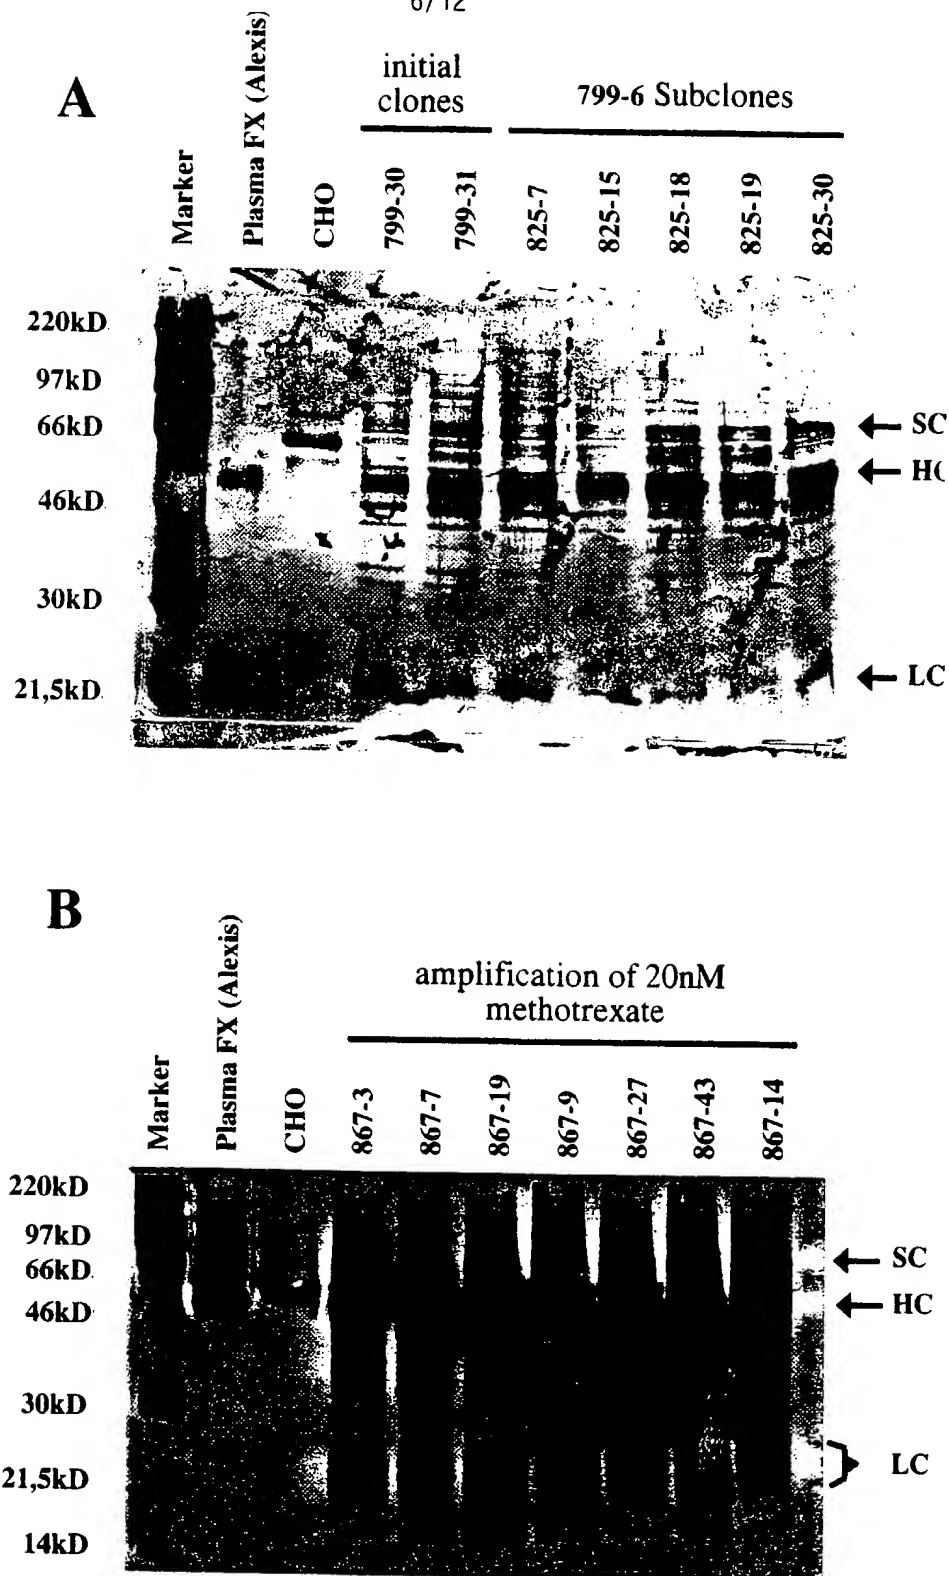 6/12
A
initial
clones
799-6 Subclones
Marker
Plasma FX (Alexis)
CHO
799-30
799-31
825-7
825-15
825-18
825-19
825-30
220kD
97kD
66kD
46kD
30kD
21,5kD
SC
HC
LC
B
amplification of 20nM
methotrexate
Marker
Plasma FX (Alexis)
CHO
867-3
867-7
867-19
867-9
867-27
867-43
867-14
220kD
97kD
66kD
46kD
30kD
21,5kD
14kD
SC
HC
LC